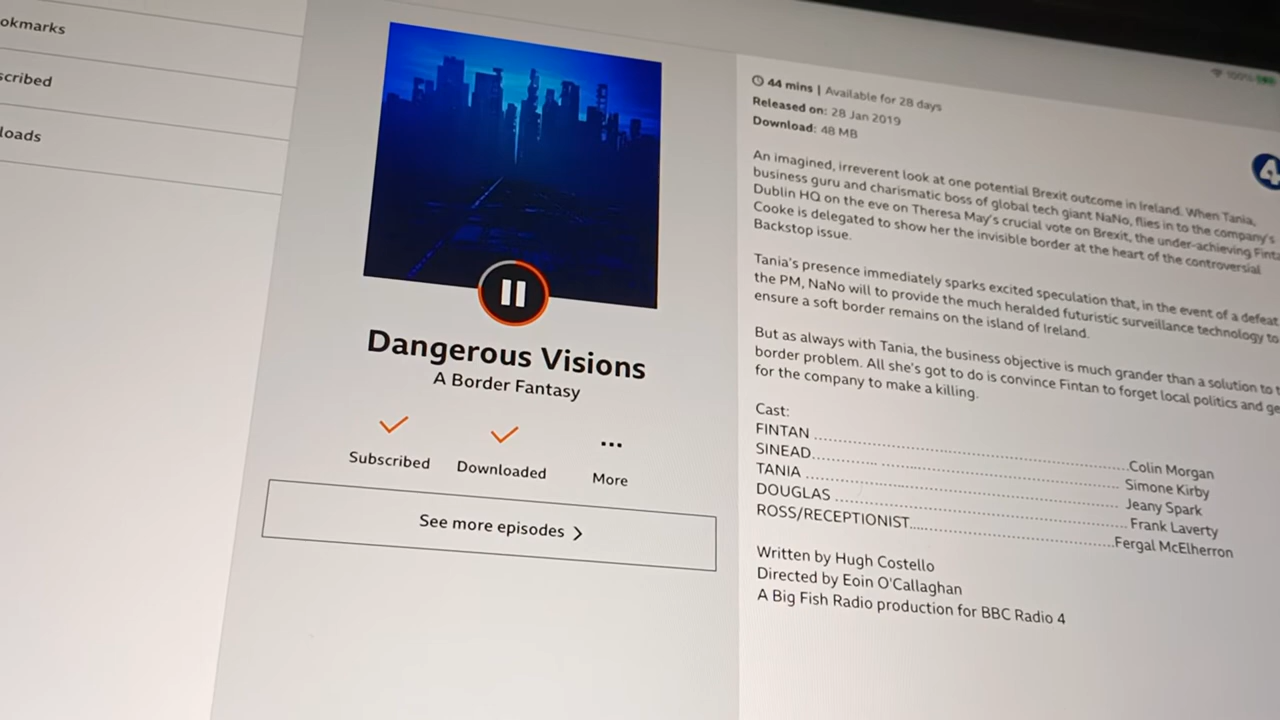 okmarks
scribed
loads
Dangerous Visions
A Border Fantasy
Subscribed
Downloaded
More
See more episodes
100%
44 mins | Available for 28 days
Released on: 28 Jan 2019
Download: 48 MB
4
An imagined, irreverent look at one potential Brexit outcome in Ireland. When Tania,
business guru and charismatic boss of global tech giant NaNo, flies in to the company's
Dublin HQ on the eve on Theresa May's crucial vote on Brexit, the under-achieving Finta
Cooke is delegated to show her the invisible border at the heart of the controversial
Backstop issue.
Tania's presence immediately sparks excited speculation that, in the event of a defeat
the PM, NaNo will to provide the much heralded futuristic surveillance technology to
ensure a soft border remains on the island of Ireland.
But as always with Tania, the business objective is much grander than a solution to t
border problem. All she's got to do is convince Fintan to forget local politics and ge
for the company to make a killing.
Cast:
FINTAN ........................................Colin Morgan
SINEAD............. ........................................ Simone Kirby
TANIA ........................................ Jeany Spark
DOUGLAS ........................................ Frank Laverty
ROSS/RECEPTIONIST........................................Fergal McElherron
Written by Hugh Costello
Directed by Eoin O'Callaghan
A Big Fish Radio production for BBC Radio 4